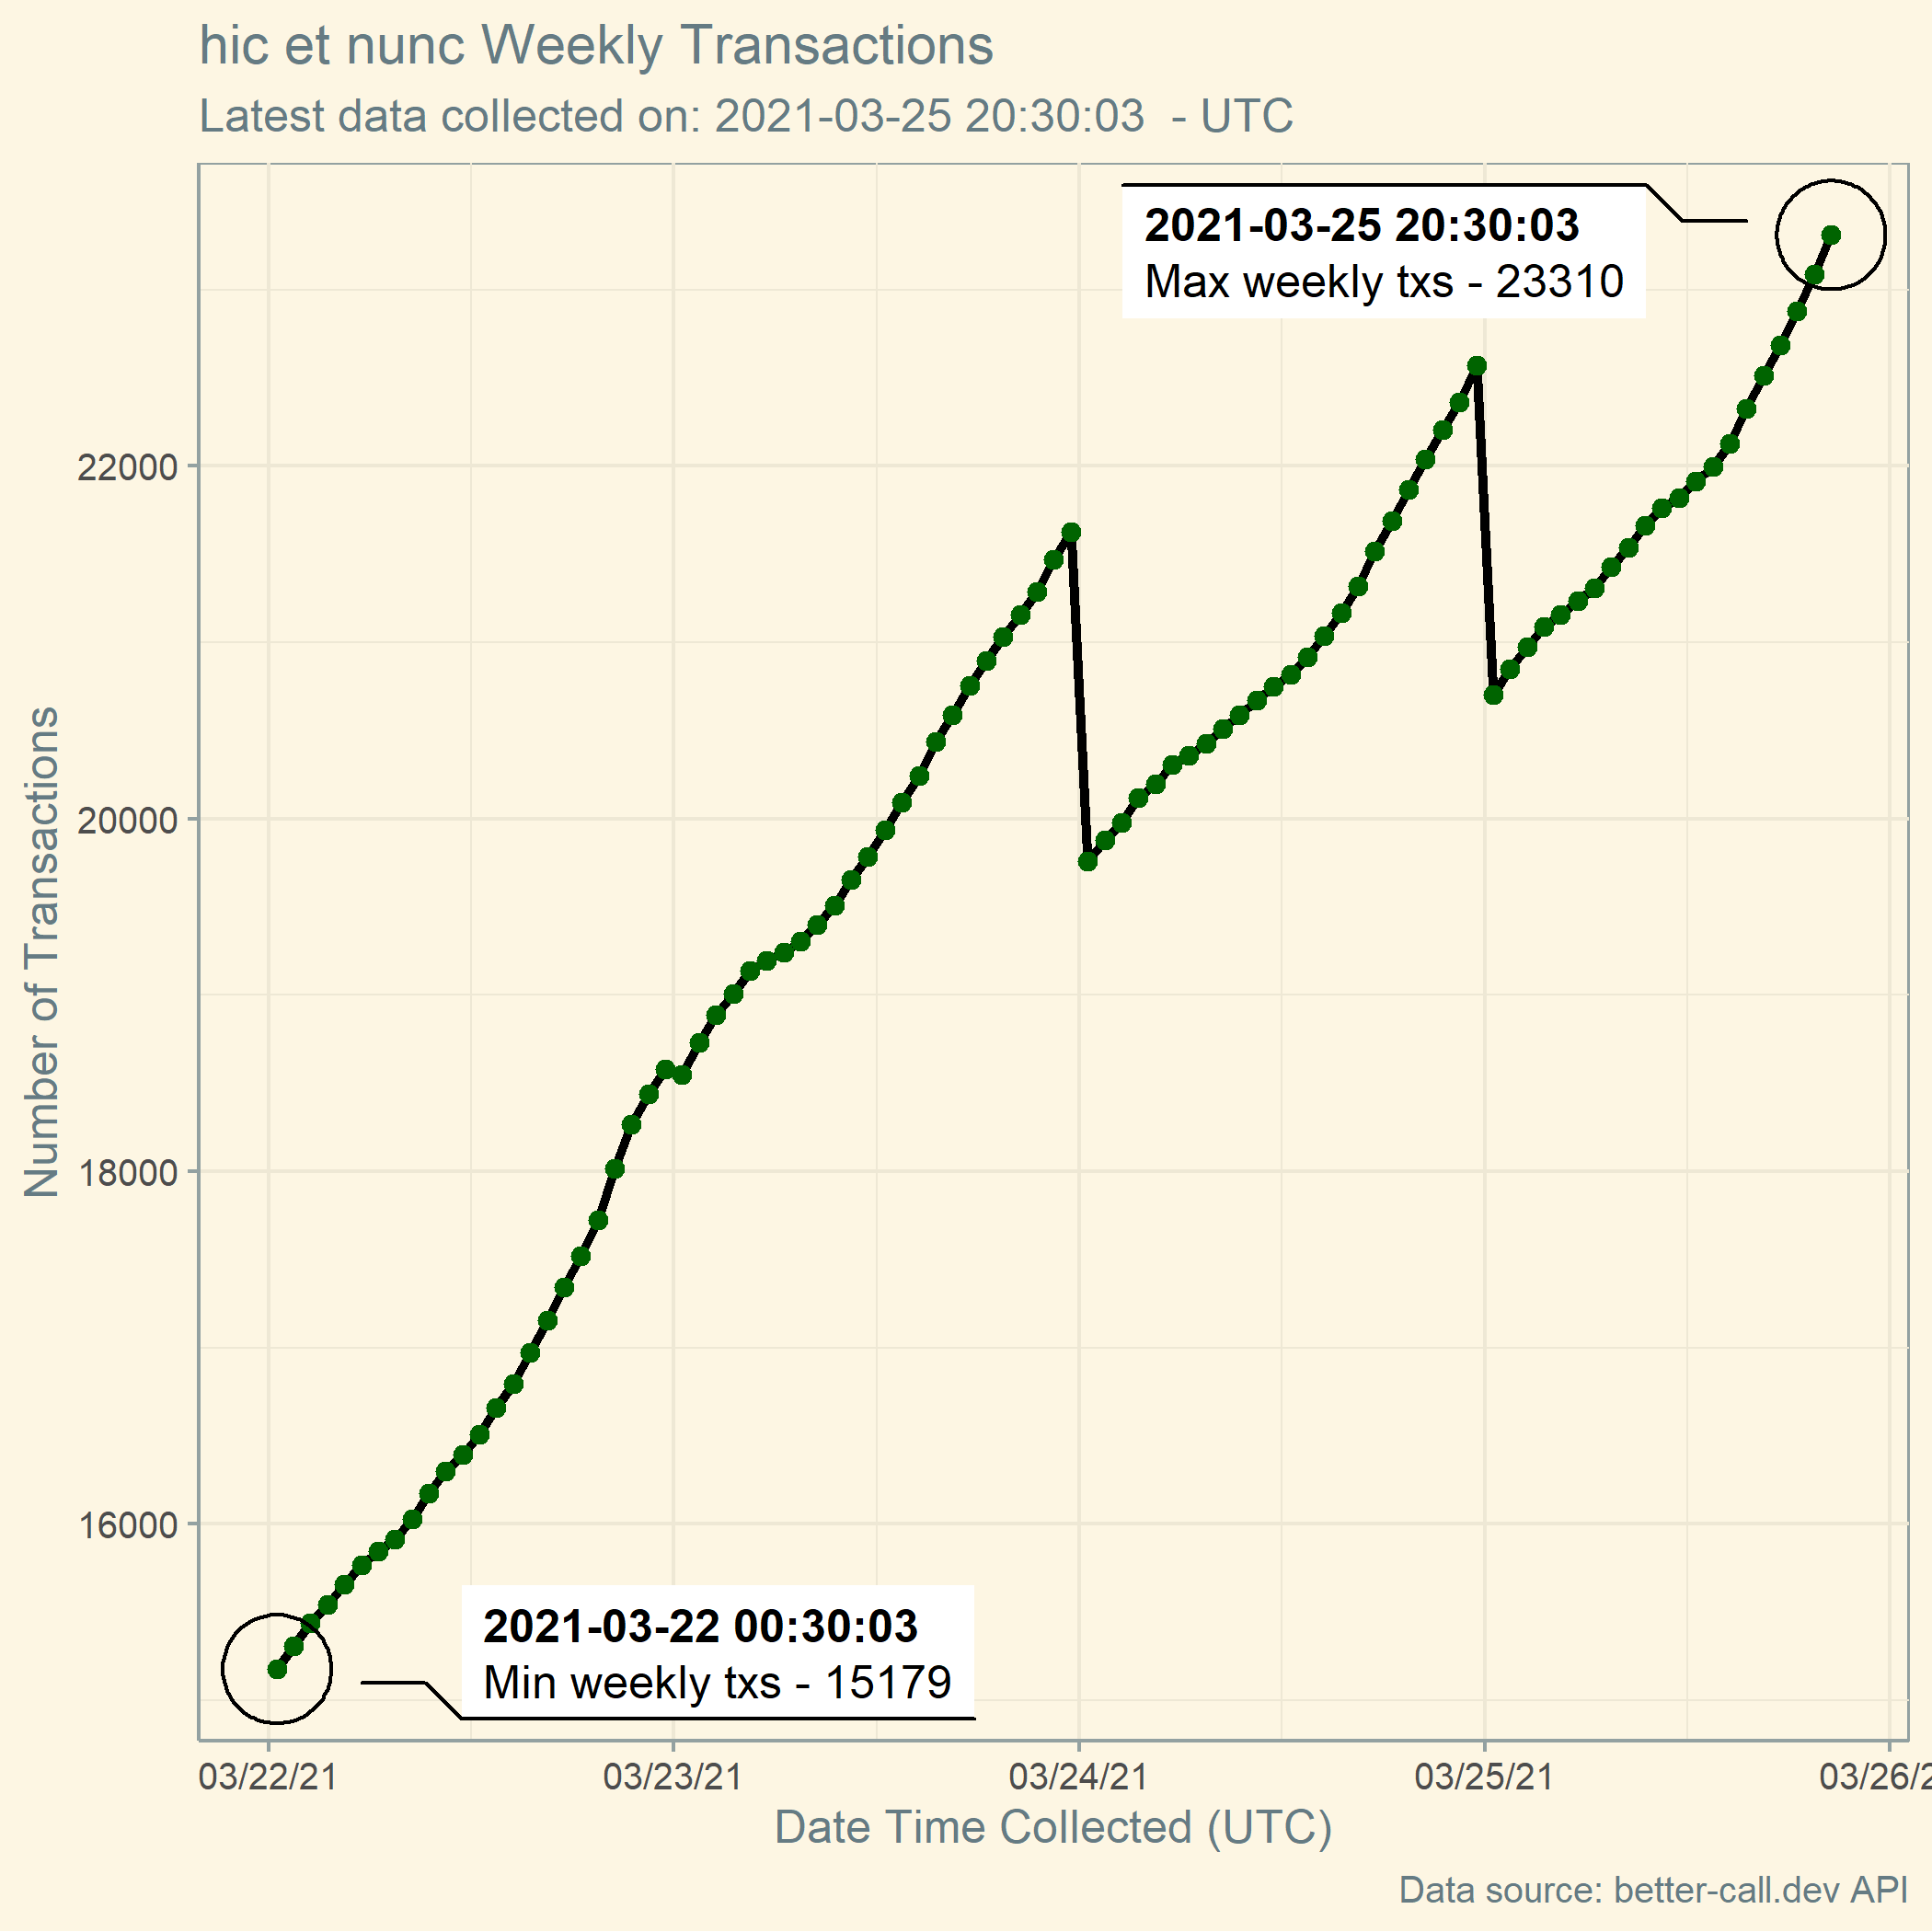 hic et nunc Weekly Transactions
Latest data collected on: 2021-03-25 20:30:03  - UTC
2021-03-25 20:30:03
Max weekly txs - 23310
22000
20000
18000
16000
Number of Transactions
2021-03-22 00:30:03
Min weekly txs - 15179
03/22/21
03/23/21
03/24/21
03/25/21
03/26/2
Date Time Collected (UTC)
Data source: better-call.dev API